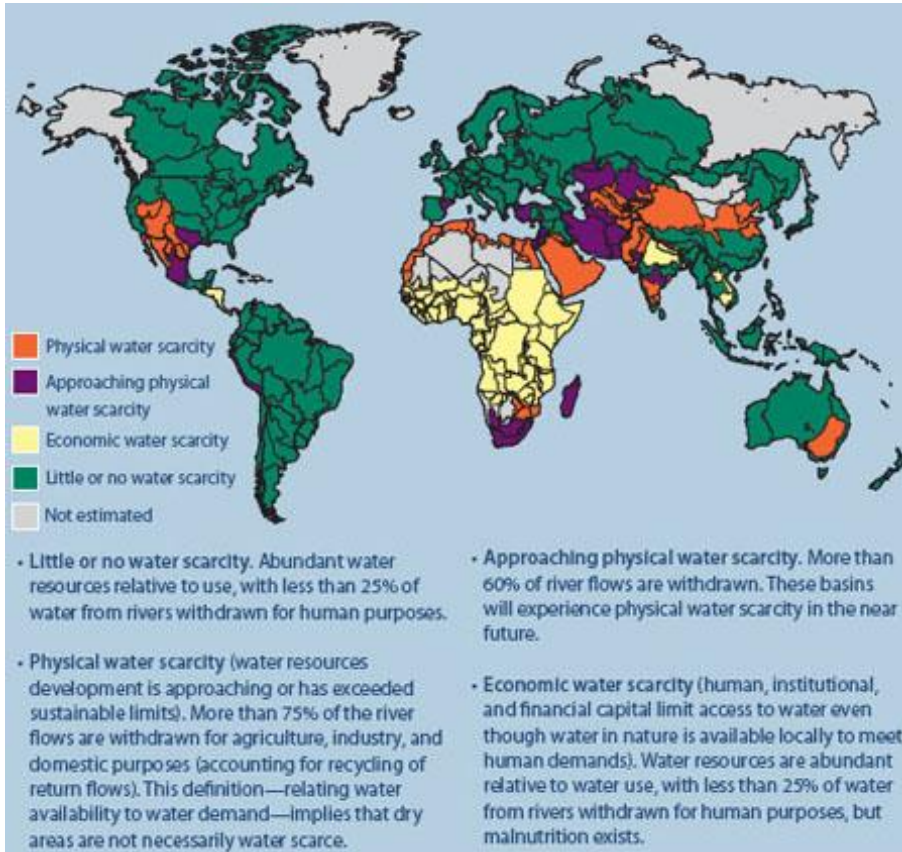 Physical water scarcity
Approaching physical
water scarcity
Economic water scarcity
Little or no water scarcity
Not estimated
• Little or no water scarcity. Abundant water
resources relative to use, with less than 25% of
water from rivers withdrawn for human purposes.
• Physical water scarcity (water resources
development is approaching or has exceeded
sustainable limits). More than 75% of the river
flows are withdrawn for agriculture, industry, and
domestic purposes (accounting for recycling of
return flows). This definition—relating water
availability to water demand—implies that dry
areas are not necessarily water scarce.
• Approaching physical water scarcity. More than
60% of river flows are withdrawn. These basins
will experience physical water scarcity in the near
future.
• Economic water scarcity (human, institutional,
and financial capital limit access to water even
though water in nature is available locally to meet
human demands). Water resources are abundant
relative to water use, with less than 25% of water
from rivers withdrawn for human purposes, but
malnutrition exists.